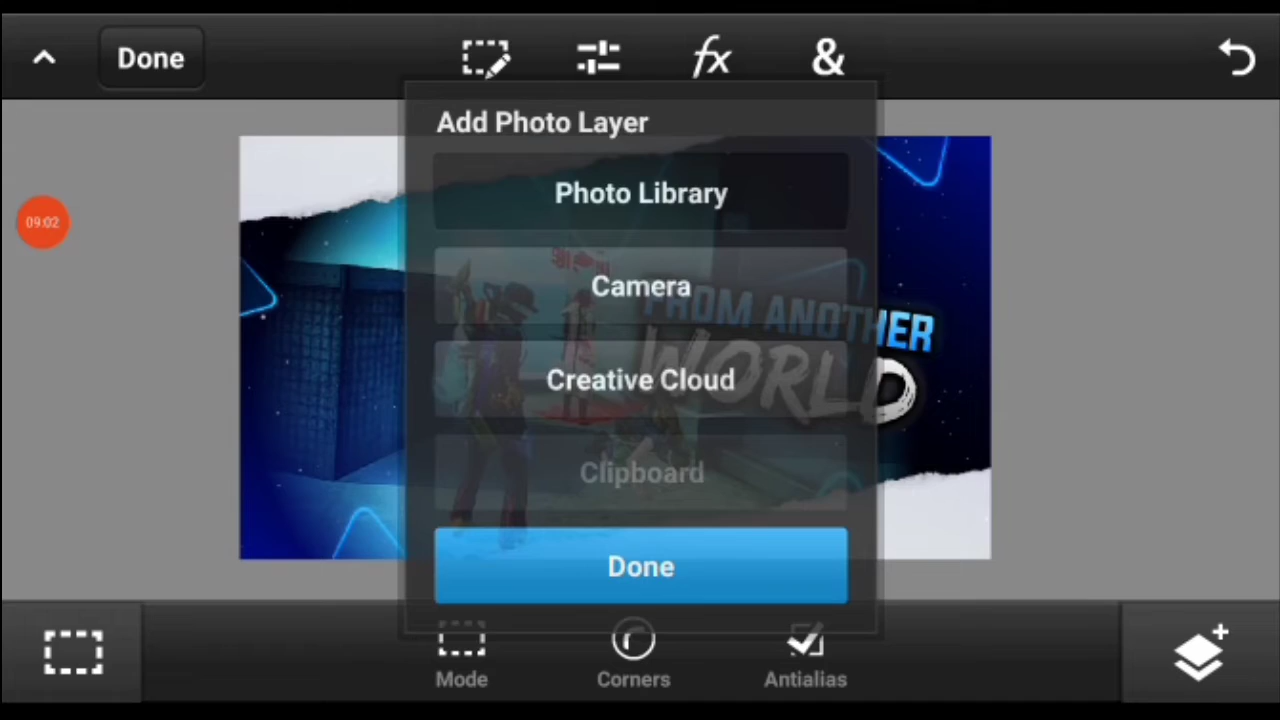 Done
fx
&
Add Photo Layer
Photo Library
09:02
Camera
FROM ANOTHER
WORLD
Creative Cloud
Clipboard
Done
Mode
Corners
Antialias